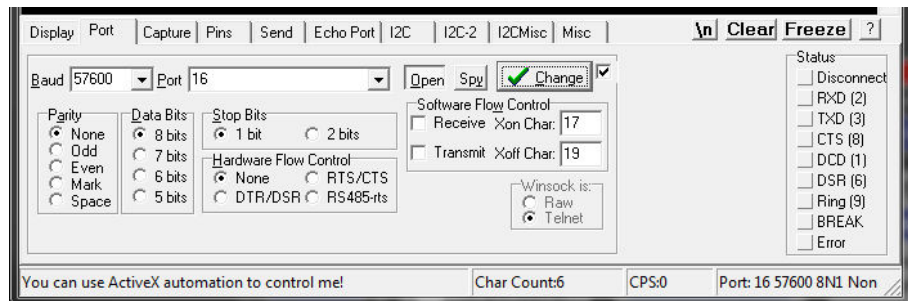 Display Port Capture Pins Send Echo Port I2C I2C-2 I2CMisc Misc \n Clear Freeze ?
Baud 57600 Port 16 Open Spy Change
Parity
None
Odd
Even
Mark
Space
Data Bits
8 bits
7 bits
6 bits
5 bits
Stop Bits
1 bit 2 bits
Hardware Flow Control
None RTS/CTS
DTR/DSR RS485-rts
Software Flow Control
Receive Xon Char: 17
Transmit Xoff Char: 19
Winsock is:
Raw
Telnet
Status
Disconnect
RXD (2)
TXD (3)
CTS (8)
DCD (1)
DSR (6)
Ring (9)
BREAK
Error
You can use ActiveX automation to control me! Char Count:6 CPS:0 Port: 16 57600 8N1 Non